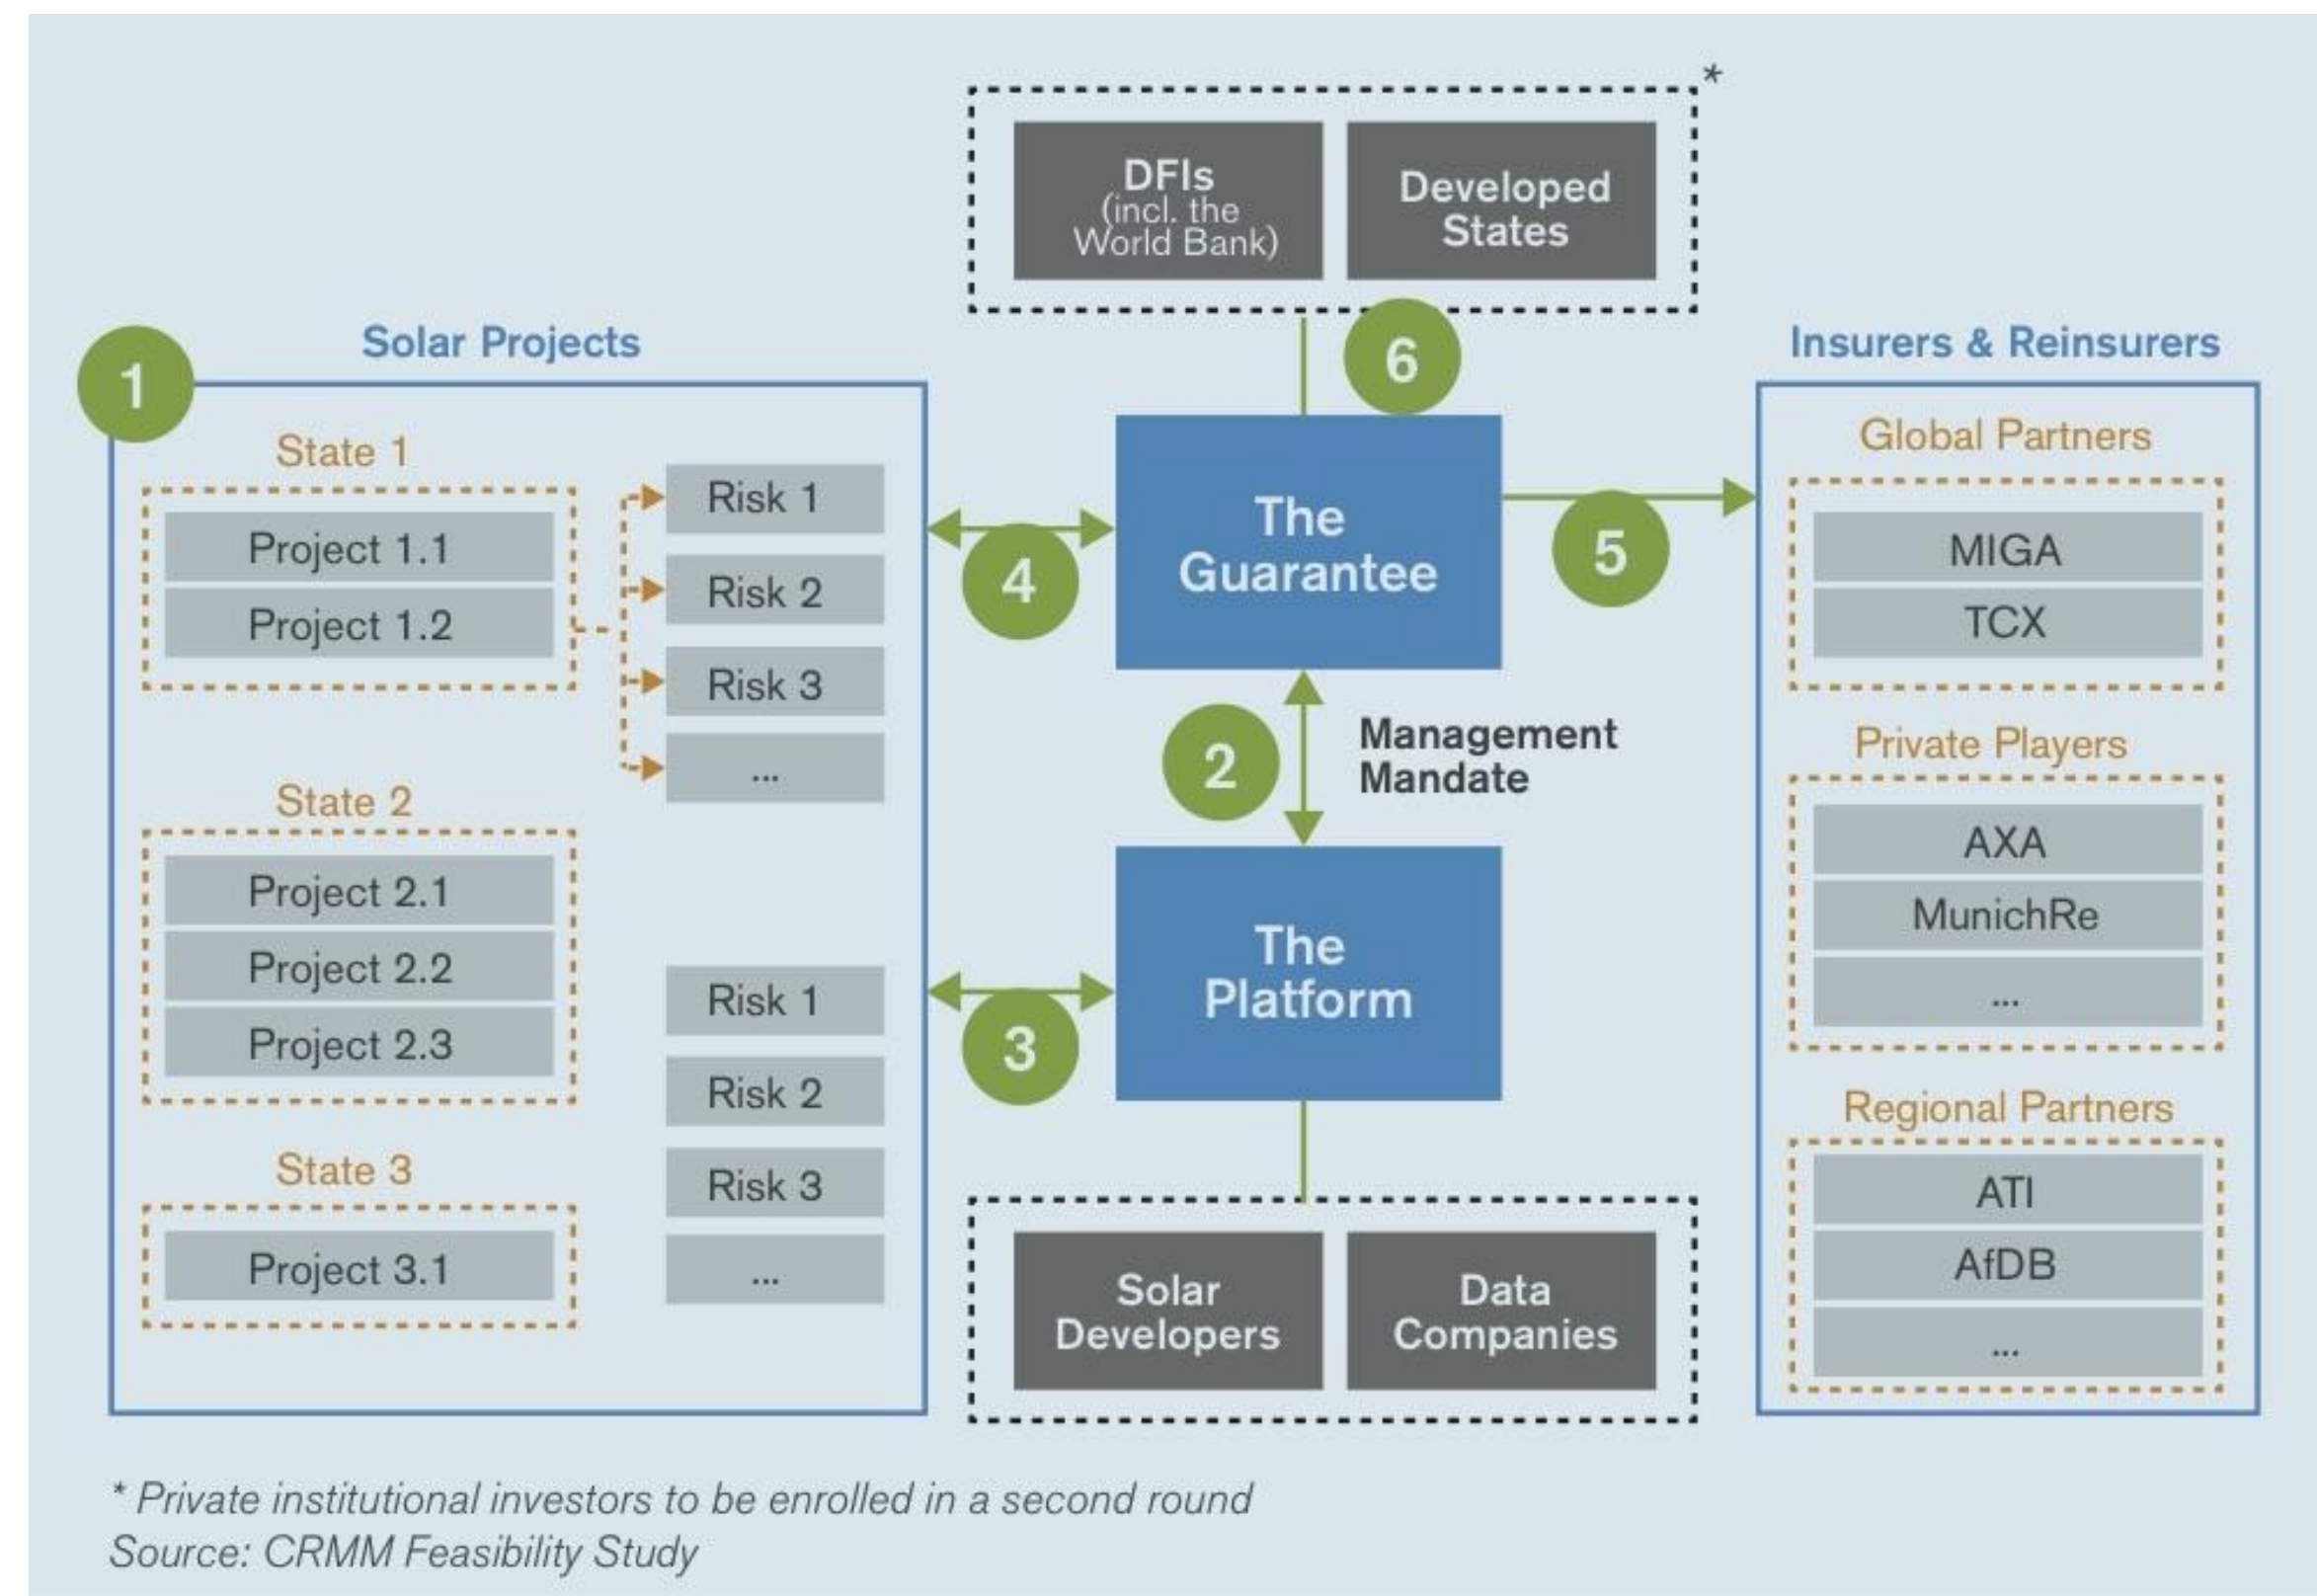 *
DFIs
(incl. the
World Bank)
Developed
States
6
1
Solar Projects
State 1
Project 1.1
Project 1.2
Risk 1
Risk 2
Risk 3
...
State 2
Project 2.1
Project 2.2
Project 2.3
State 3
Project 3.1
Risk 1
Risk 2
Risk 3
...
4
The
Guarantee
5
2
Management
Mandate
3
The
Platform
Solar
Developers
Data
Companies
Insurers & Reinsurers
Global Partners
MIGA
TCX
Private Players
AXA
MunichRe
...
Regional Partners
ATI
AfDB
...
* Private institutional investors to be enrolled in a second round
Source: CRMM Feasibility Study